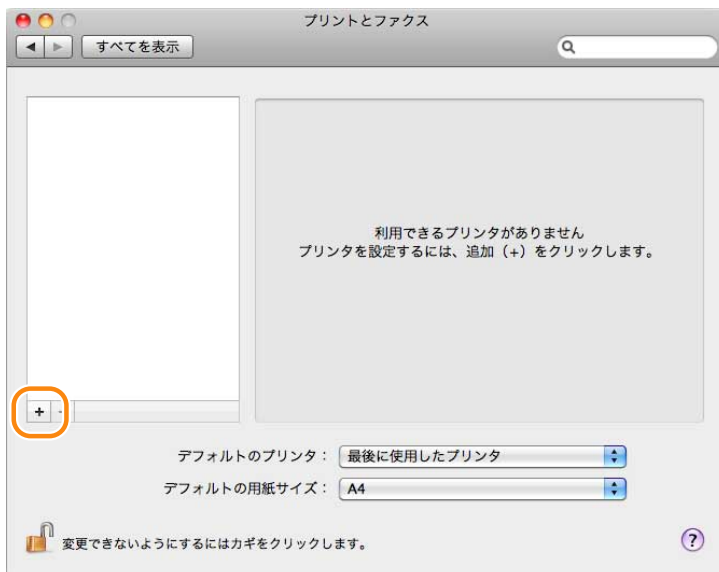 プリントとファクス
すべてを表示
利用できるプリンタがありません
プリンタを設定するには、追加（+）をクリックします。
+ -
デフォルトのプリンタ： 最後に使用したプリンタ
デフォルトの用紙サイズ： A4
変更できないようにするにはカギをクリックします。
?